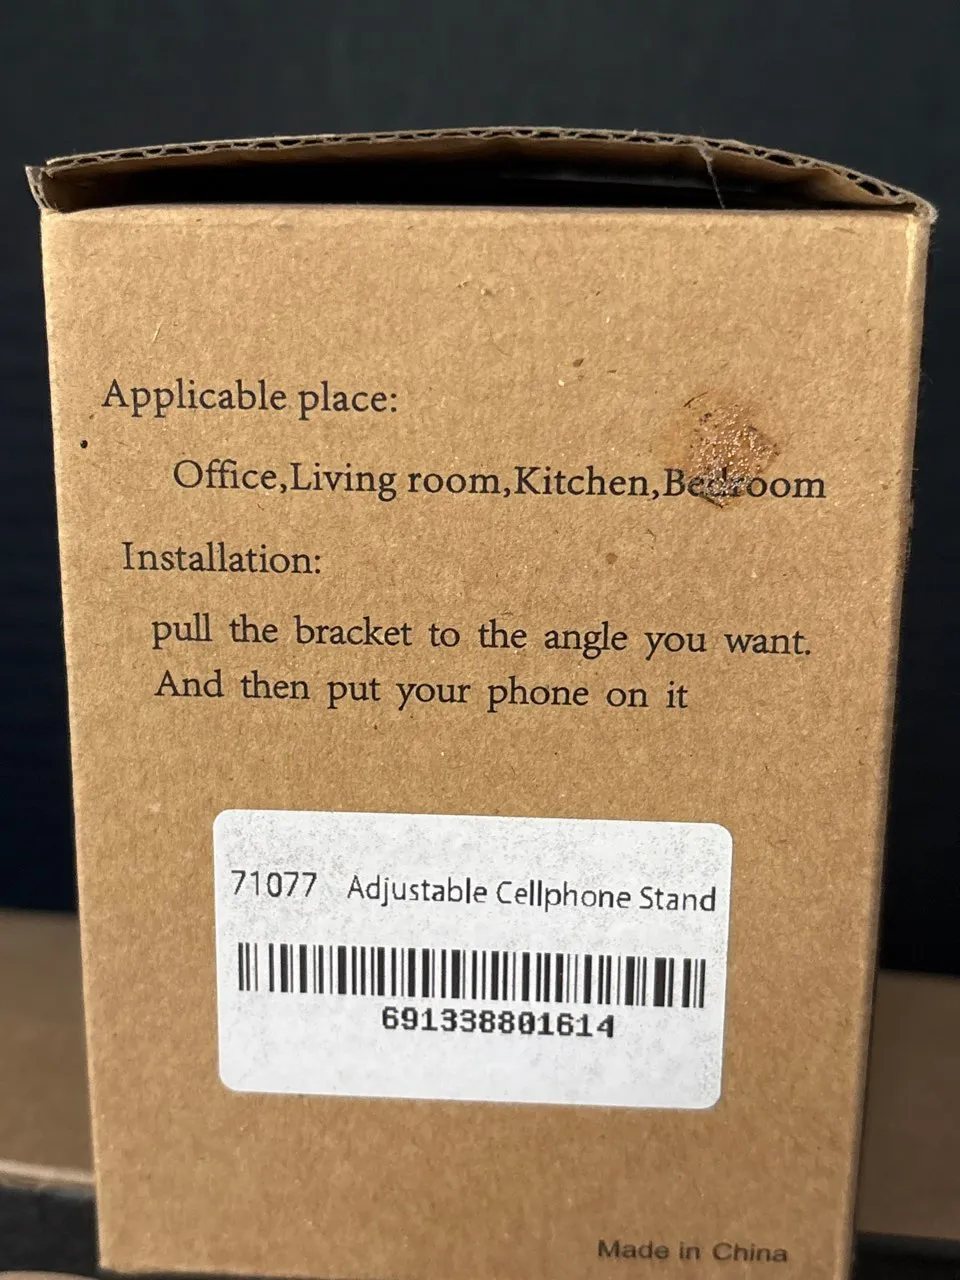 Applicable place:
Office,Living room,Kitchen,Bedroom
Installation:
pull the bracket to the angle you want.
And then put your phone on it
71077 Adjustable Cellphone Stand
691338801614
Made in China